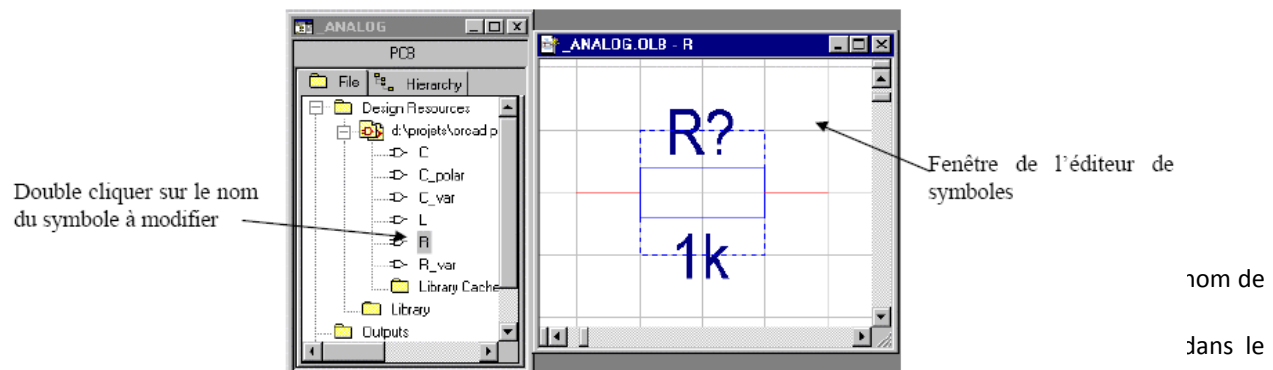 _ANALOG
PCB
File
Hierarchy
Design Resources
d:\projets\orcad p
C
C_polar
C_var
L
R
R_var
Library Cache
Library
Outputs
_ANALOG.OLB - R
R?
1k
Double cliquer sur le nom
du symbole à modifier
Fenêtre de l'éditeur de
symboles
nom de
dans le